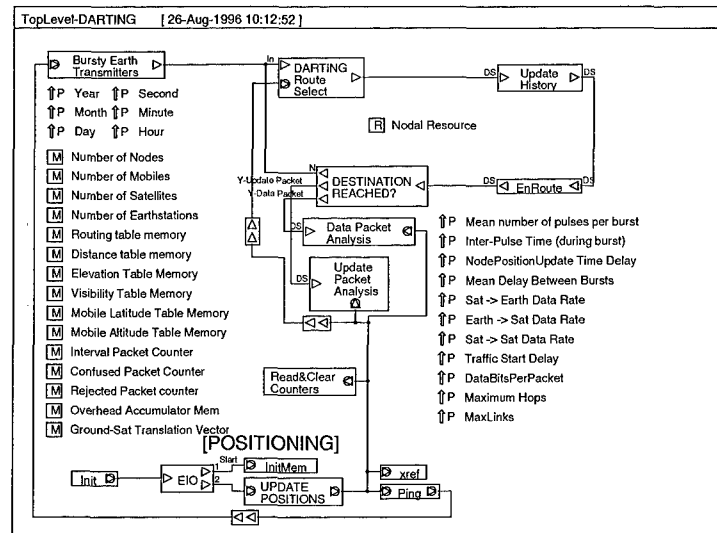 TopLevel-DARTING [ 26-Aug-1996 10:12:52 ]
Bursty Earth
Transmitters
In
DARTING
Route
Select
DS
Update
History
DS
⇧P Year ⇧P Second
⇧P Month ⇧P Minute
⇧P Day ⇧P Hour
R Nodal Resource
M Number of Nodes
M Number of Mobiles
M Number of Satellites
M Number of Earthstations
M Routing table memory
M Distance table memory
M Elevation Table Memory
M Visibility Table Memory
M Mobile Latitude Table Memory
M Mobile Altitude Table Memory
M Interval Packet Counter
M Confused Packet Counter
M Rejected Packet counter
M Overhead Accumulator Mem
M Ground-Sat Translation Vector
N
Y-Update Packet
Y-Data Packet
DESTINATION
REACHED?
DS
EnRoute
DS
DS
Data Packet
Analysis
DS
Update
Packet
Analysis
Read&Clear
Counters
⇧P Mean number of pulses per burst
⇧P Inter-Pulse Time (during burst)
⇧P NodePositionUpdate Time Delay
⇧P Mean Delay Between Bursts
⇧P Sat -> Earth Data Rate
⇧P Earth -> Sat Data Rate
⇧P Sat -> Sat Data Rate
⇧P Traffic Start Delay
⇧P DataBitsPerPacket
⇧P Maximum Hops
⇧P MaxLinks
[POSITIONING]
Init
EIO
1
Start
InitMem
2
UPDATE
POSITIONS
xref
Ping